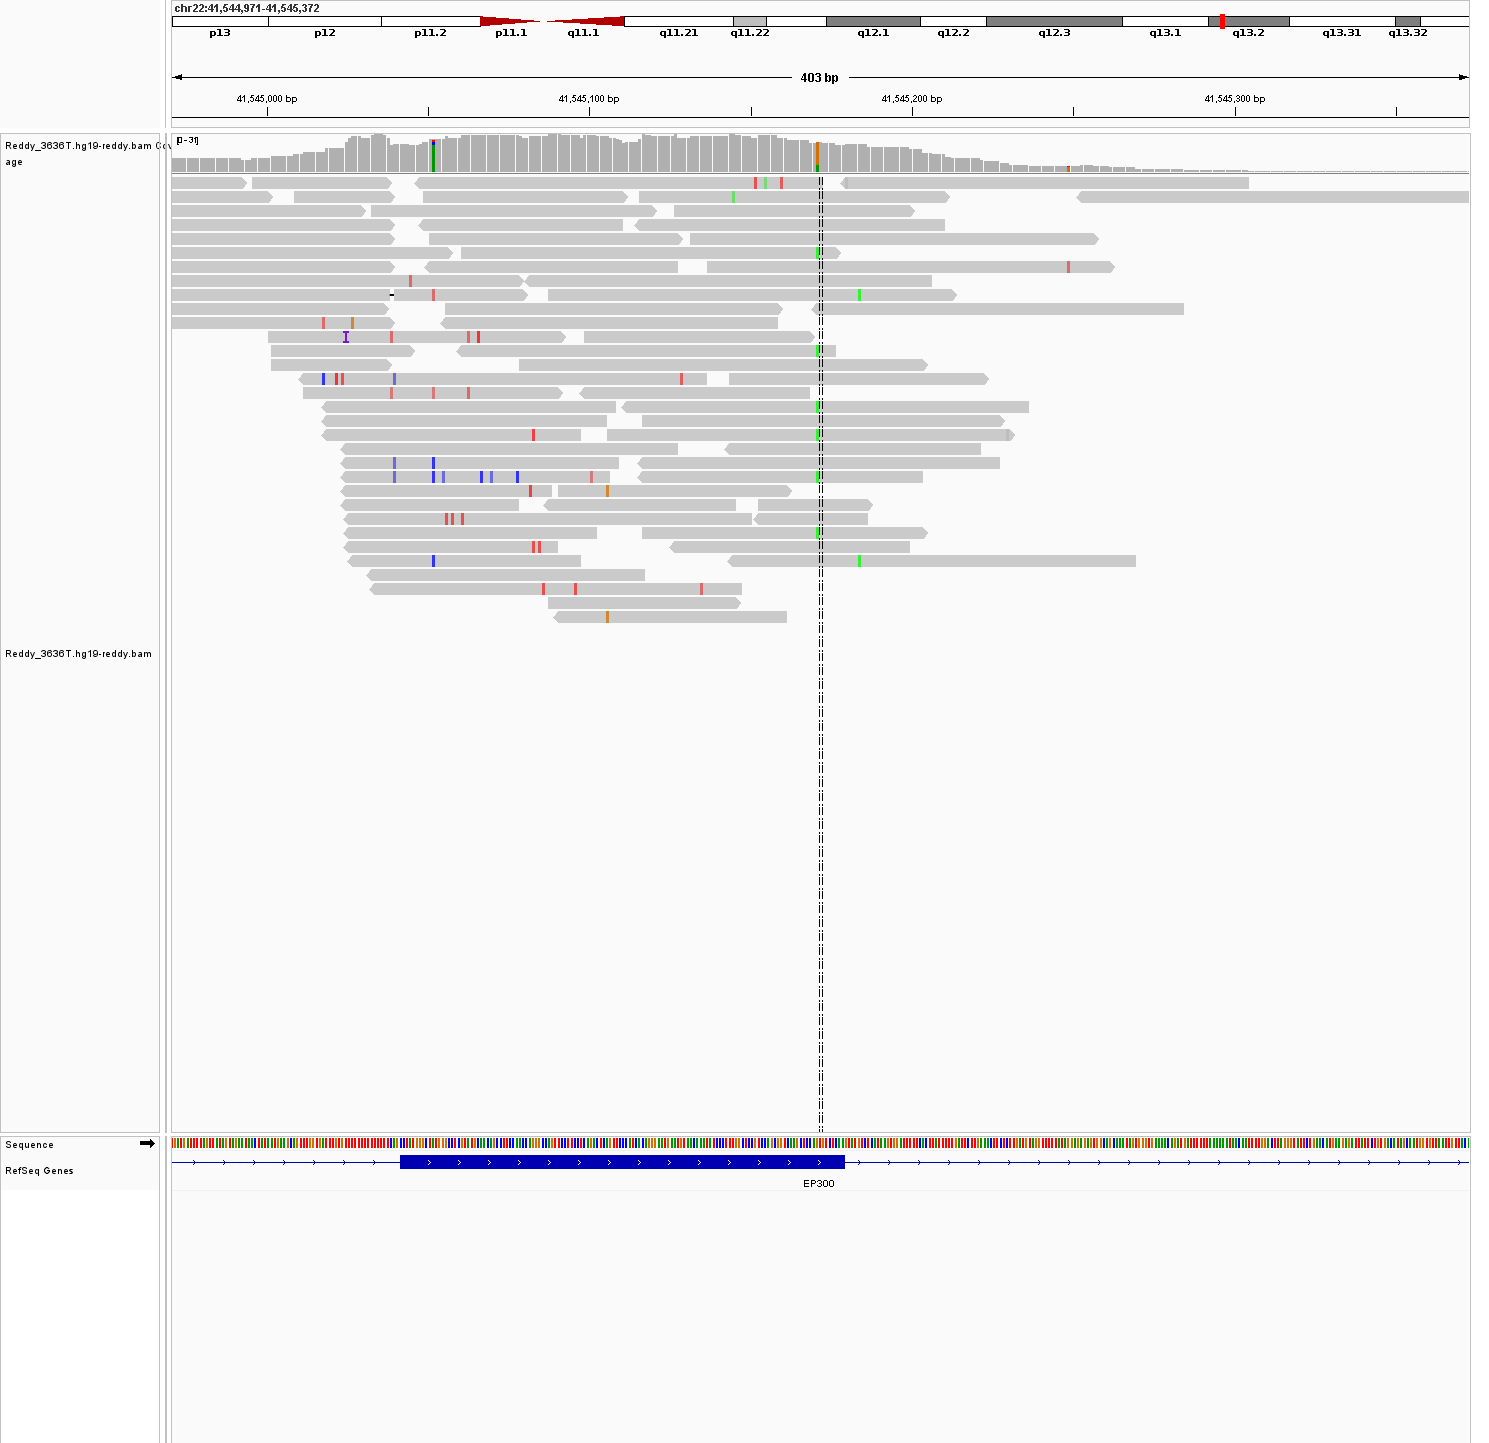 chr22:41,544,971-41,545,372
p13 p12 p11.2 p11.1 q11.1 q11.21 q11.22 q12.1 q12.2 q12.3 q13.1 q13.2 q13.31 q13.32
403 bp
41,545,000 bp 41,545,100 bp 41,545,200 bp 41,545,300 bp
Reddy_3636T.hg19-reddy.bam Cov
age
[0-31]
Reddy_3636T.hg19-reddy.bam
Sequence
RefSeq Genes
EP300